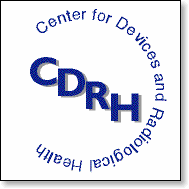 Center for Devices and Radiological Health
CDRH